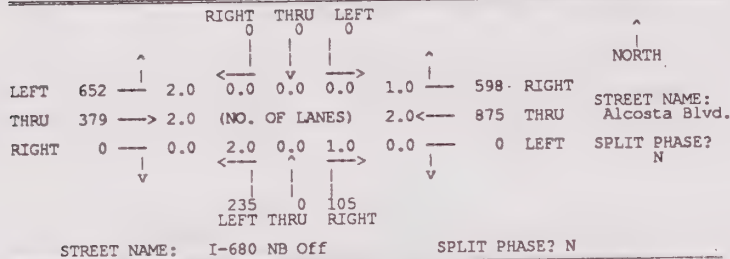 RIGHT THRU LEFT
0 0 0
^ | NORTH
LEFT 652 — 2.0 <— 0.0 0.0 v 0.0 —> 1.0 — 598 RIGHT
STREET NAME:
THRU 379 —> 2.0 (NO. OF LANES) 2.0<— 875 THRU Alcosta Blvd.
RIGHT 0 — 0.0 2.0 0.0 1.0 0.0 — 0 LEFT SPLIT PHASE?
N
235 0 105
LEFT THRU RIGHT
STREET NAME: I-680 NB Off SPLIT PHASE? N